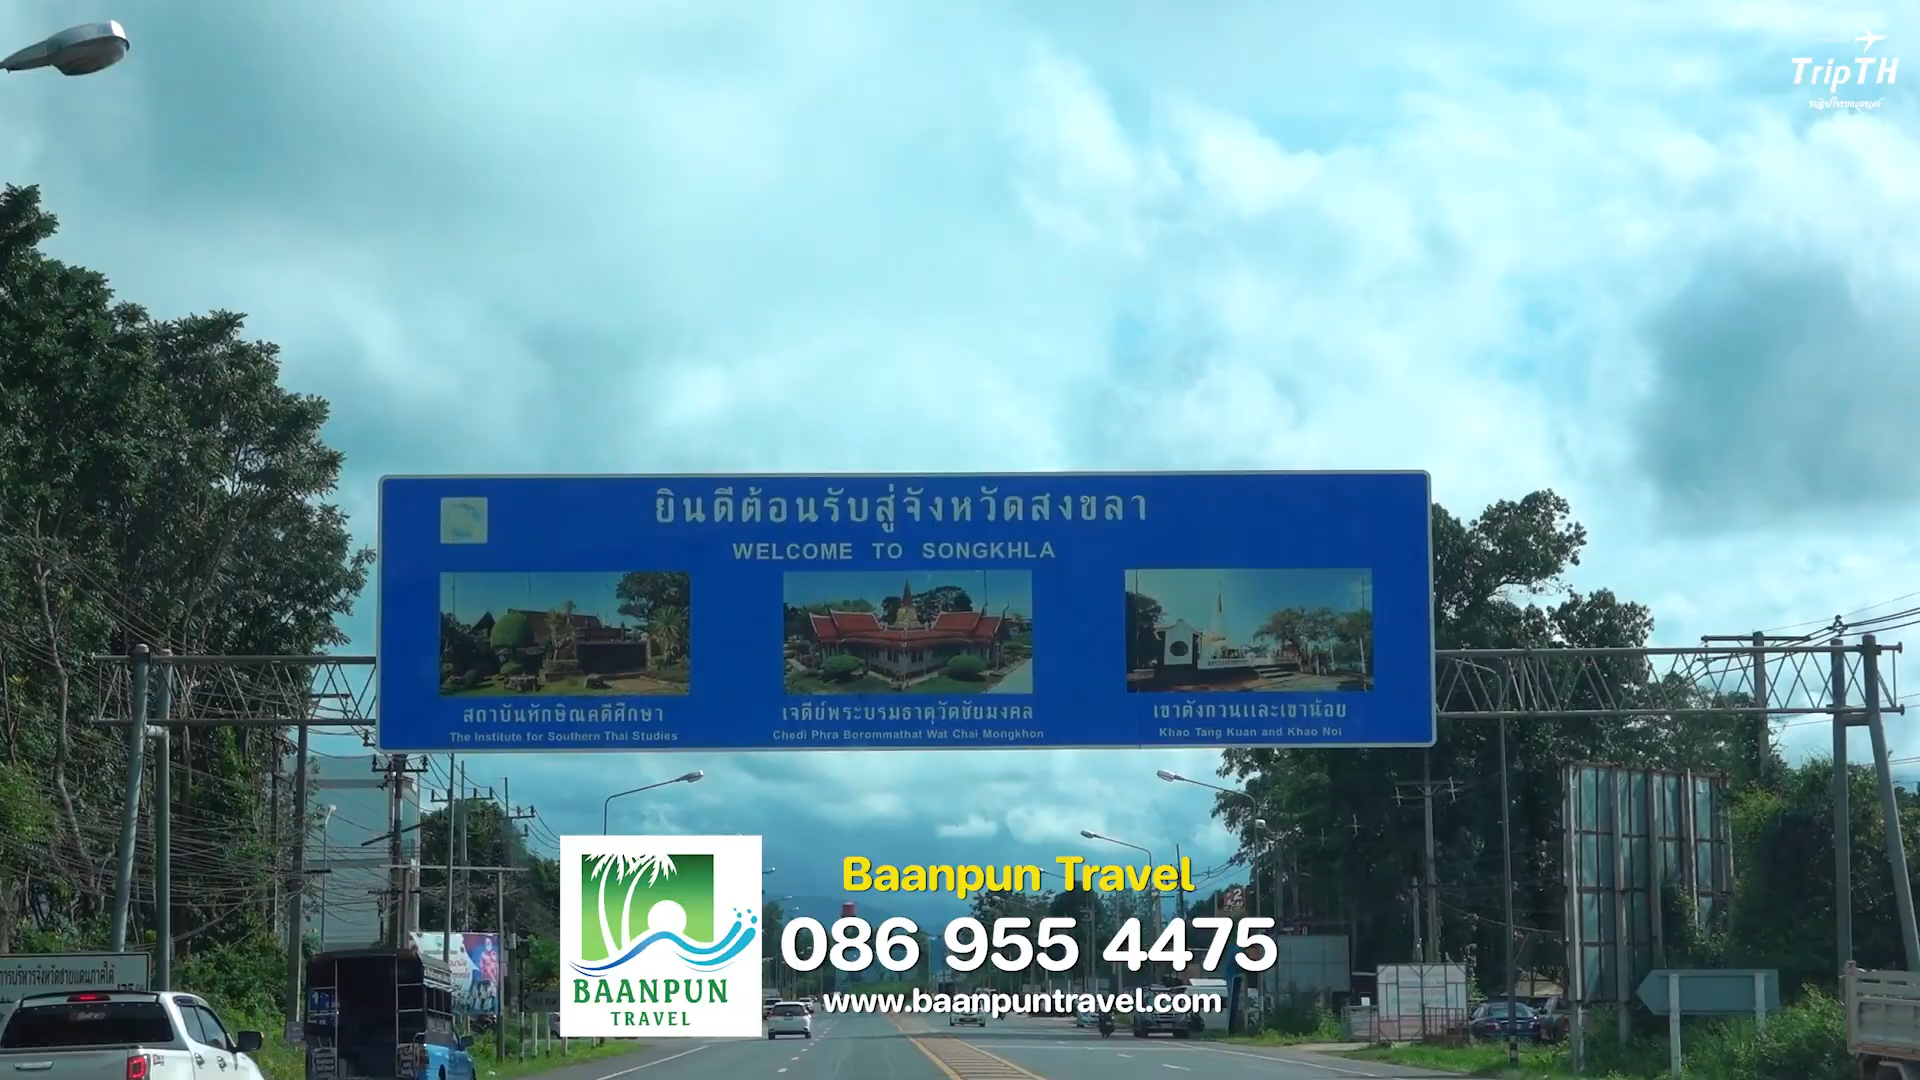 TripTH
ยินดีต้อนรับสู่จังหวัดสงขลา
WELCOME TO SONGKHLA
สถาบันทักษิณคดีศึกษา
The Institute for Southern Thai Studies
เจดีย์พระบรมธาตุวัดชัยมงคล
Chedi Phra Borommathat Wat Chai Mongkhon
เขาตังกวนและเขาน้อย
Khao Tang Kuan and Khao Noi
BAANPUN
TRAVEL
Baanpun Travel
086 955 4475
www.baanpuntravel.com